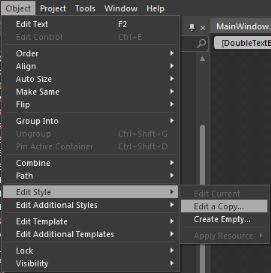 Object Project Tools Window Help
Edit Text F2
Edit Control Ctrl+E
MainWindow.
[DoubleTextB
Order
Align
Auto Size
Make Same
Flip
Group Into
Ungroup Ctrl+Shift+G
Pin Active Container Ctrl+Shift+D
Combine
Path
Edit Style
Edit Current
Edit Additional Styles
Edit a Copy...
Edit Template
Create Empty...
Edit Additional Templates
Apply Resource
Lock
Visibility